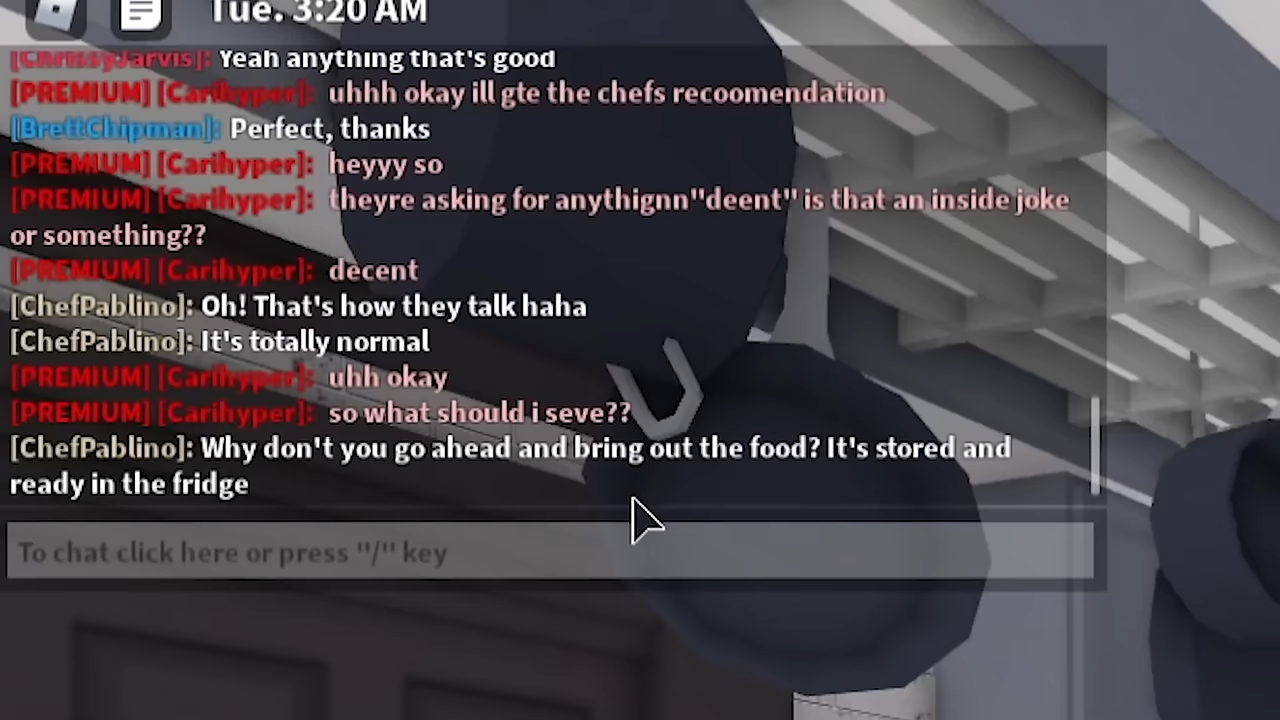 Tue. 3:20 AM
[ChrissyJarvis]: Yeah anything that's good
[PREMIUM] [Carihyper]: uhhh okay ill gte the chefs recoomendation
[BrettChipman]: Perfect, thanks
[PREMIUM] [Carihyper]: heyyy so
[PREMIUM] [Carihyper]: theyre asking for anythignn"deent" is that an inside joke
or something??
[PREMIUM] [Carihyper]: decent
[ChefPablino]: Oh! That's how they talk haha
[ChefPablino]: It's totally normal
[PREMIUM] [Carihyper]: uhh okay
[PREMIUM] [Carihyper]: so what should i seve??
[ChefPablino]: Why don't you go ahead and bring out the food? It's stored and
ready in the fridge
To chat click here or press "/" key